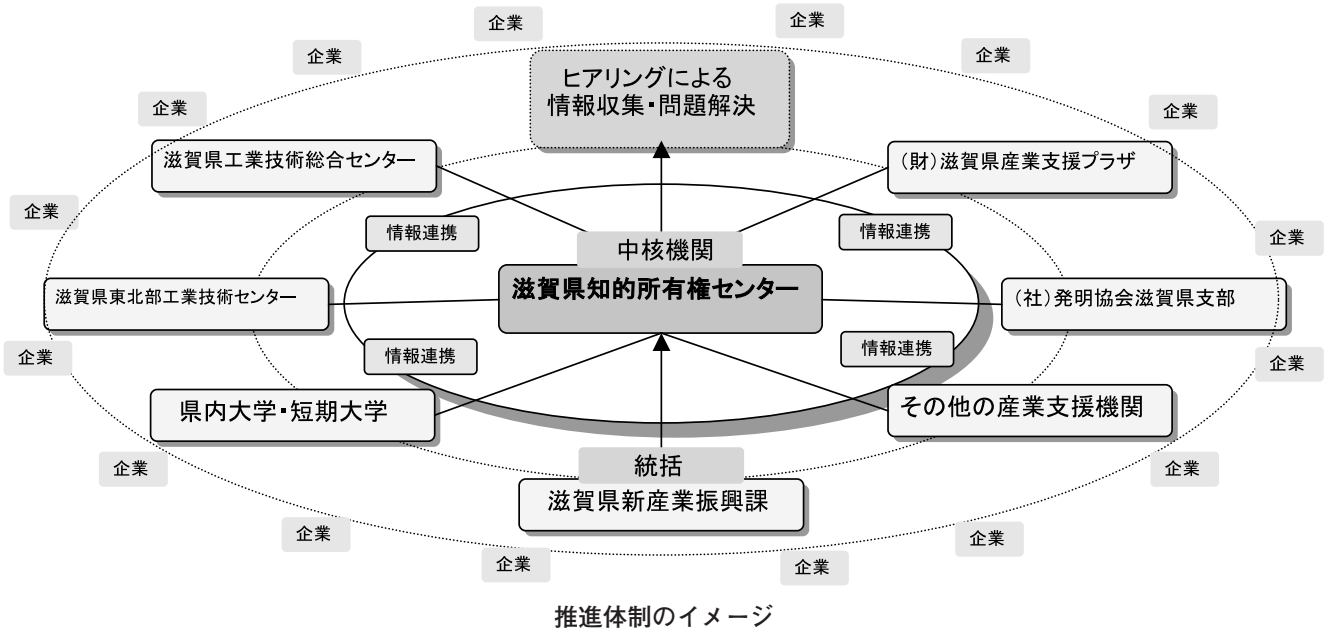 企業
企業
企業
企業
企業
企業
企業
ヒアリングによる
情報収集・問題解決
滋賀県工業技術総合センター
(財)滋賀県産業支援プラザ
企業
企業
情報連携
情報連携
中核機関
滋賀県知的所有権センター
滋賀県東北部工業技術センター
(社)発明協会滋賀県支部
情報連携
情報連携
企業
企業
県内大学・短期大学
その他の産業支援機関
統括
滋賀県新産業振興課
企業
企業
企業
企業
企業
企業
推進体制のイメージ